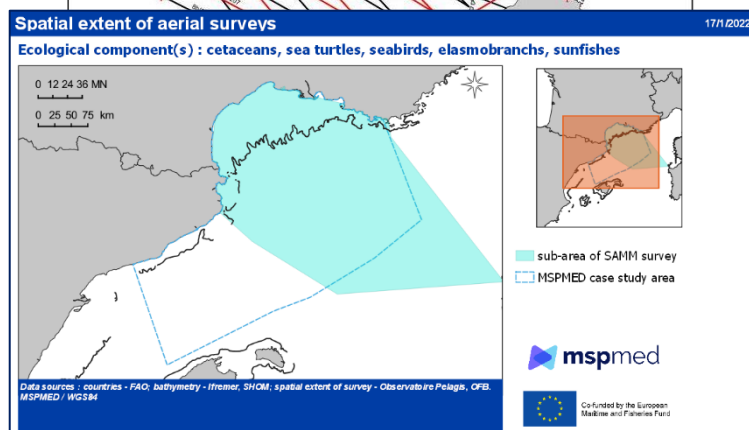 Spatial extent of aerial surveys
17/1/2022
Ecological component(s) : cetaceans, sea turtles, seabirds, elasmobranchs, sunfishes
0 12 24 36 MN
0 25 50 75 km
sub-area of SAMM survey
MSPMED case study area
mspmed
Data sources : countries - FAO; bathymetry - Ifremer, SHOM; spatial extent of survey - Observatoire Pelagis, OFB.
MSPMED / WGS84
Co-funded by the European
Maritime and Fisheries Fund